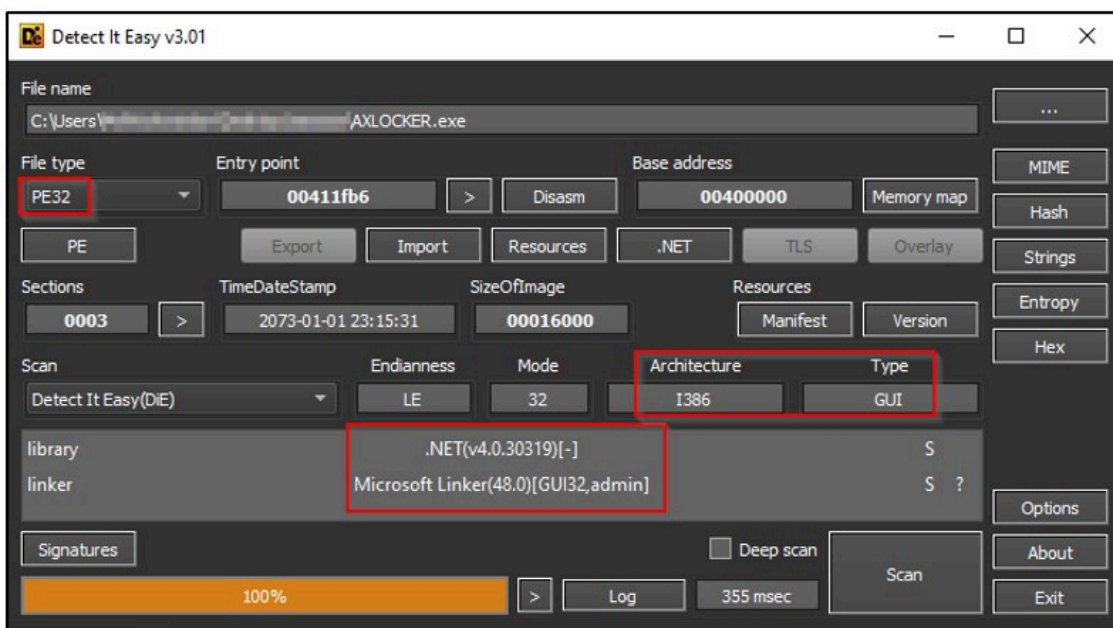 Detect It Easy v3.01
File name
C:\Users\ \AXLOCKER.exe
...
File type Entry point Base address
PE32 00411fb6 > Disasm 00400000 Memory map
MIME
Hash
PE Export Import Resources .NET TLS Overlay
Strings
Sections TimeDateStamp SizeOfImage Resources
0003 > 2073-01-01 23:15:31 00016000 Manifest Version
Entropy
Hex
Scan Endianness Mode Architecture Type
Detect It Easy(DiE) LE 32 I386 GUI
library .NET(v4.0.30319)[-] S
linker Microsoft Linker(48.0)[GUI32,admin] S ?
Options
Signatures Deep scan Scan About
100% > Log 355 msec Exit